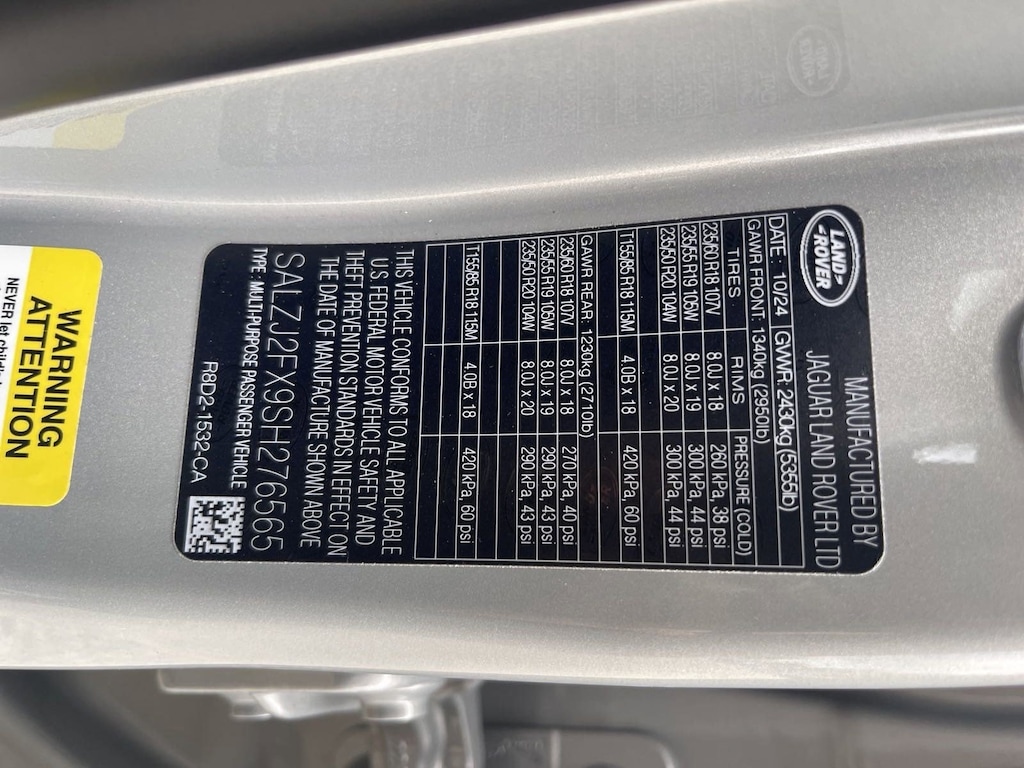 LAND-
-ROVER
MANUFACTURED BY
JAGUAR LAND ROVER LTD
DATE: 10/24 GWVR: 2430kg (5355lb)
GAWR FRONT: 1340kg (2950lb)
TIRES RIMS PRESSURE (COLD)
235/60 R18 107V 8.0J x 18 260 kPa, 38 psi
235/55 R19 105W 8.0J x 19 300 kPa, 44 psi
235/50 R20 104W 8.0J x 20 300 kPa, 44 psi
T155/85 R18 115M 4.0B x 18 420 kPa, 60 psi
GAWR REAR: 1230kg (2710lb)
235/60 R18 107V 8.0J x 18 270 kPa, 40 psi
235/55 R19 105W 8.0J x 19 290 kPa, 43 psi
235/50 R20 104W 8.0J x 20 290 kPa, 43 psi
T155/85 R18 115M 4.0B x 18 420 kPa, 60 psi
THIS VEHICLE CONFORMS TO ALL APPLICABLE
U.S. FEDERAL MOTOR VEHICLE SAFETY AND
THEFT PREVENTION STANDARDS IN EFFECT ON
THE DATE OF MANUFACTURE SHOWN ABOVE
SALZJ2FX9SH276565
TYPE: MULTI-PURPOSE PASSENGER VEHICLE
R8D2-1532-CA
WARNING
ATTENTION
NEVER let